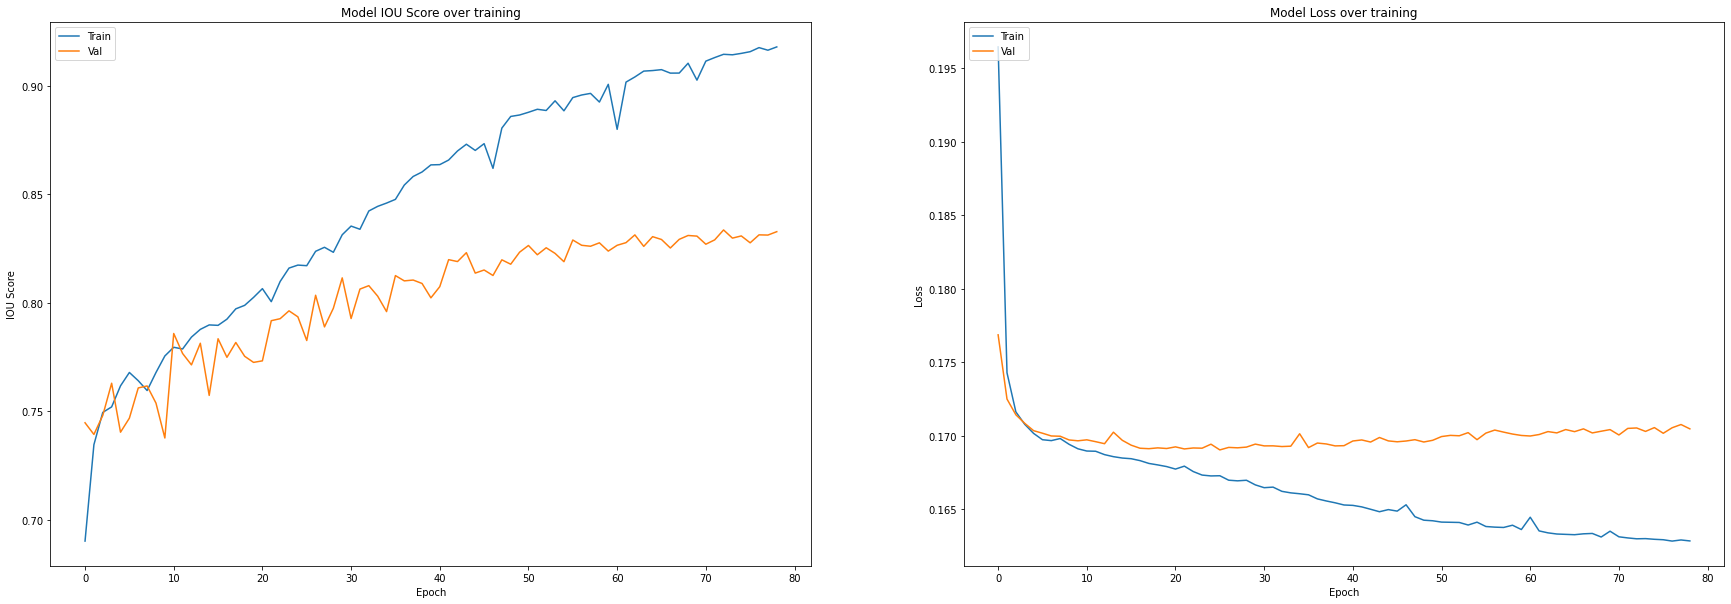 Model IOU Score over training
Train
Val
0.90
0.85
0.80
0.75
0.70
IOU Score
0 10 20 30 40 50 60 70 80
Epoch
Model Loss over training
Train
Val
0.195
0.190
0.185
0.180
0.175
0.170
0.165
Loss
0 10 20 30 40 50 60 70 80
Epoch